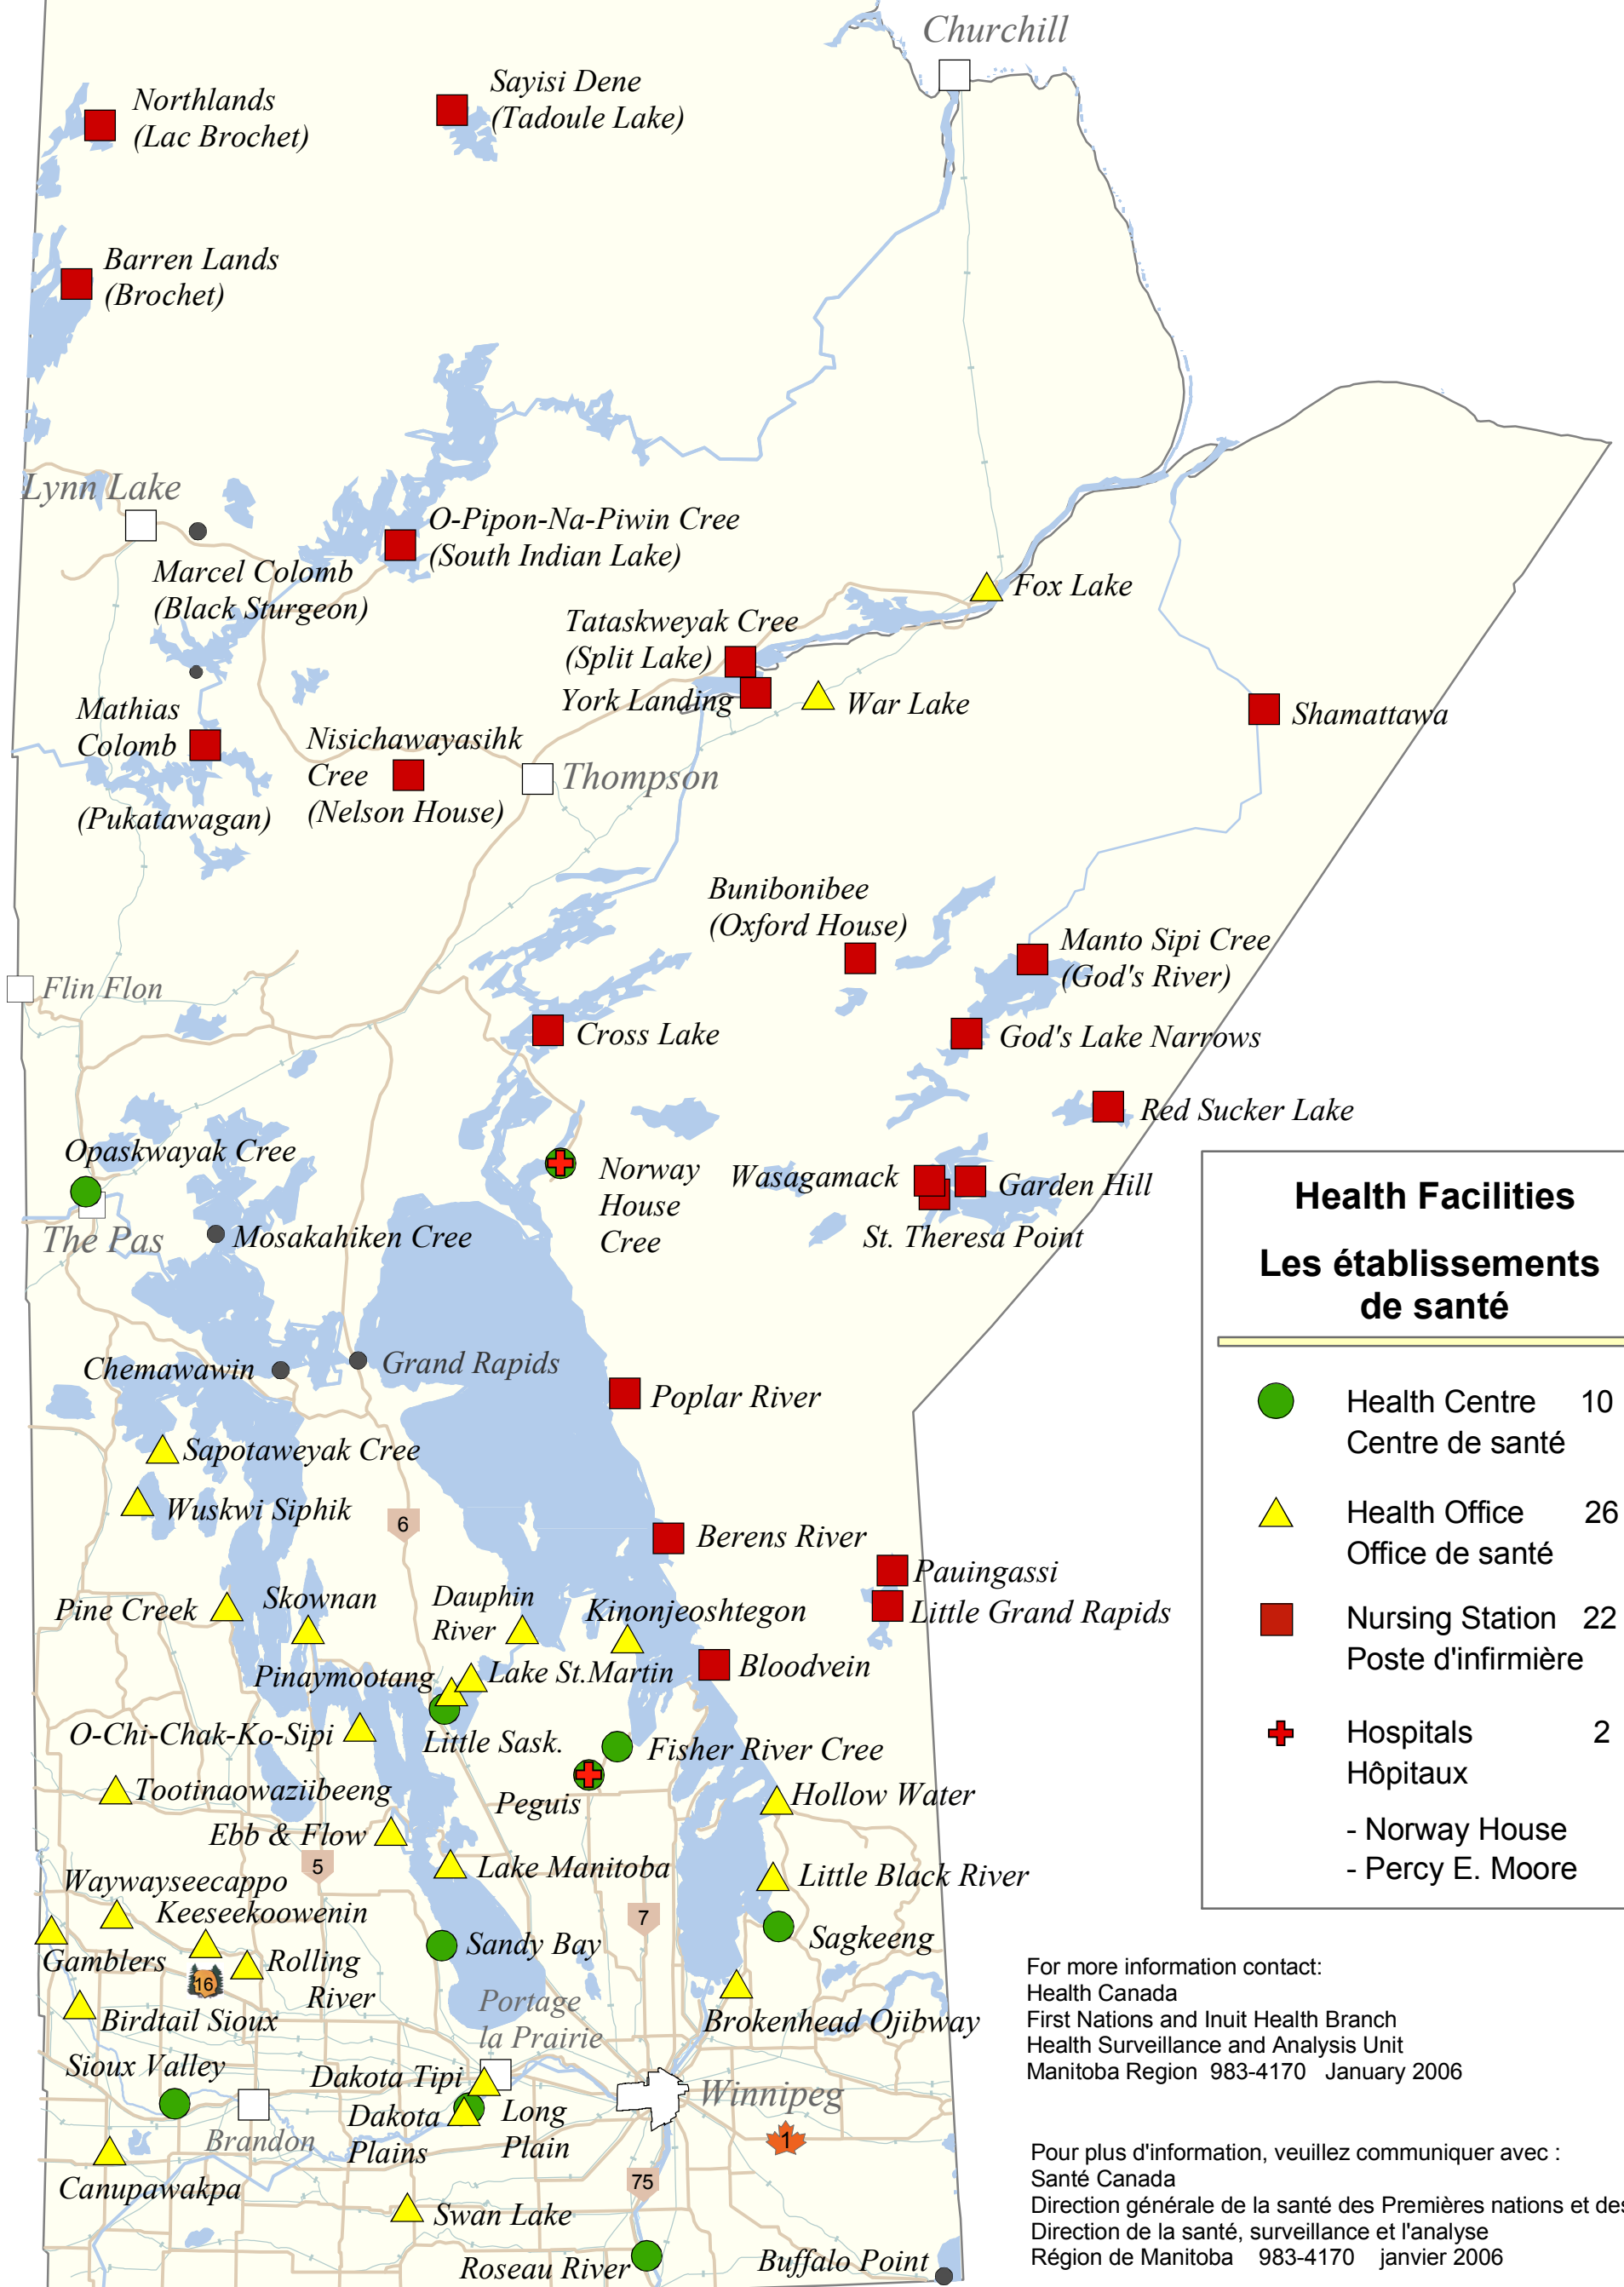 Churchill
Northlands
(Lac Brochet)
Sayisi Dene
(Tadoule Lake)
Barren Lands
(Brochet)
Lynn Lake
Marcel Colomb
(Black Sturgeon)
O-Pipon-Na-Piwin Cree
(South Indian Lake)
Fox Lake
Tataskweyak Cree
(Split Lake)
York Landing
War Lake
Shamattawa
Mathias
Colomb
(Pukatawagan)
Nisichawayasihk
Cree
(Nelson House)
Thompson
Bunibonibee
(Oxford House)
Manto Sipi Cree
(God's River)
Flin Flon
Cross Lake
God's Lake Narrows
Red Sucker Lake
Opaskwayak Cree
The Pas
Norway
House
Cree
Wasagamack
Garden Hill
St. Theresa Point
Mosakahiken Cree
Chemawawin
Grand Rapids
Poplar River
Sapotaweyak Cree
Wuskwi Siphik
6
Berens River
Pauingassi
Little Grand Rapids
Pine Creek
Skownan
Dauphin
River
Kinonjeoshtegon
Bloodvein
Pinaymootang
Lake St.Martin
O-Chi-Chak-Ko-Sipi
Little Sask.
Fisher River Cree
Peguis
Tootinaowaziibeeng
Hollow Water
Ebb & Flow
5
Lake Manitoba
Little Black River
Waywayseecappo
Keeseekoowenin
7
Gamblers
16
Rolling
River
Sandy Bay
Sagkeeng
Birdtail Sioux
Portage
la Prairie
Brokenhead Ojibway
Sioux Valley
Dakota Tipi
Winnipeg
Dakota
Plains
Long
Plain
1
Brandon
Canupawakpa
75
Swan Lake
Roseau River
Buffalo Point
Health Facilities
Les établissements
de santé
Health Centre 10
Centre de santé
Health Office 26
Office de santé
Nursing Station 22
Poste d'infirmière
Hospitals 2
Hôpitaux
- Norway House
- Percy E. Moore
For more information contact:
Health Canada
First Nations and Inuit Health Branch
Health Surveillance and Analysis Unit
Manitoba Region 983-4170 January 2006
Pour plus d'information, veuillez communiquer avec :
Santé Canada
Direction générale de la santé des Premières nations et des
Direction de la santé, surveillance et l'analyse
Région de Manitoba 983-4170 janvier 2006